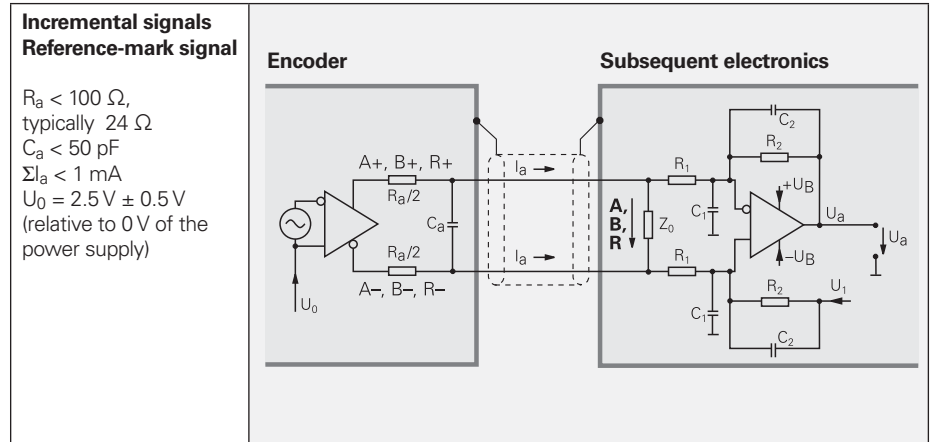 Incremental signals
Reference-mark signal
Rₐ < 100 Ω,
typically 24 Ω
Cₐ < 50 pF
ΣIₐ < 1 mA
U₀ = 2.5 V ± 0.5 V
(relative to 0 V of the
power supply)
Encoder
Subsequent electronics
A+, B+, R+
Rₐ/2
Cₐ
Rₐ/2
A–, B–, R–
U₀
Iₐ
Iₐ
A,
B,
R
Z₀
R₁
C₁
R₁
C₁
C₂
R₂
+U_B
–U_B
Uₐ
Uₐ
R₂
U₁
C₂